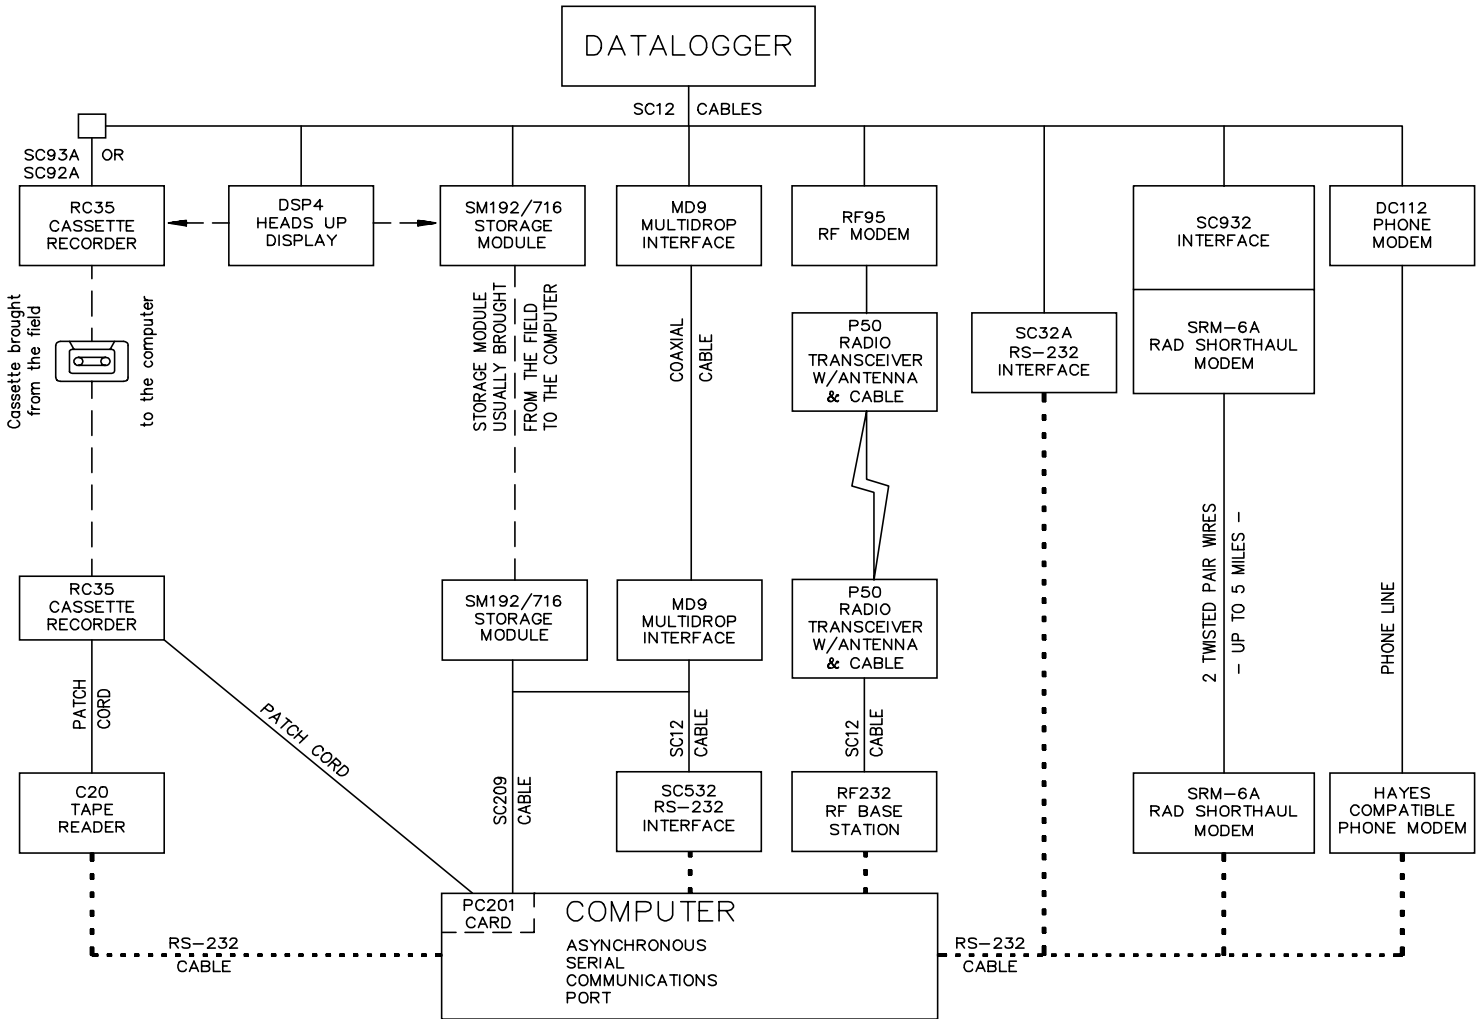 DATALOGGER
SC12 CABLES
SC93A OR
SC92A
RC35
CASSETTE
RECORDER
DSP4
HEADS UP
DISPLAY
SM192/716
STORAGE
MODULE
MD9
MULTIDROP
INTERFACE
RF95
RF MODEM
SC932
INTERFACE
DC112
PHONE
MODEM
Cassette brought
from the field
to the computer
STORAGE MODULE
USUALLY BROUGHT
FROM THE FIELD
TO THE COMPUTER
COAXIAL
CABLE
P50
RADIO
TRANSCEIVER
W/ANTENNA
& CABLE
SC32A
RS-232
INTERFACE
SRM-6A
RAD SHORTHAUL
MODEM
2 TWISTED PAIR WIRES
- UP TO 5 MILES -
PHONE LINE
RC35
CASSETTE
RECORDER
SM192/716
STORAGE
MODULE
MD9
MULTIDROP
INTERFACE
P50
RADIO
TRANSCEIVER
W/ANTENNA
& CABLE
PATCH
CORD
PATCH CORD
SC209
CABLE
SC12
CABLE
SC12
CABLE
C20
TAPE
READER
SC532
RS-232
INTERFACE
RF232
RF BASE
STATION
SRM-6A
RAD SHORTHAUL
MODEM
HAYES
COMPATIBLE
PHONE MODEM
PC201
CARD
COMPUTER
ASYNCHRONOUS
SERIAL
COMMUNICATIONS
PORT
RS-232
CABLE
RS-232
CABLE